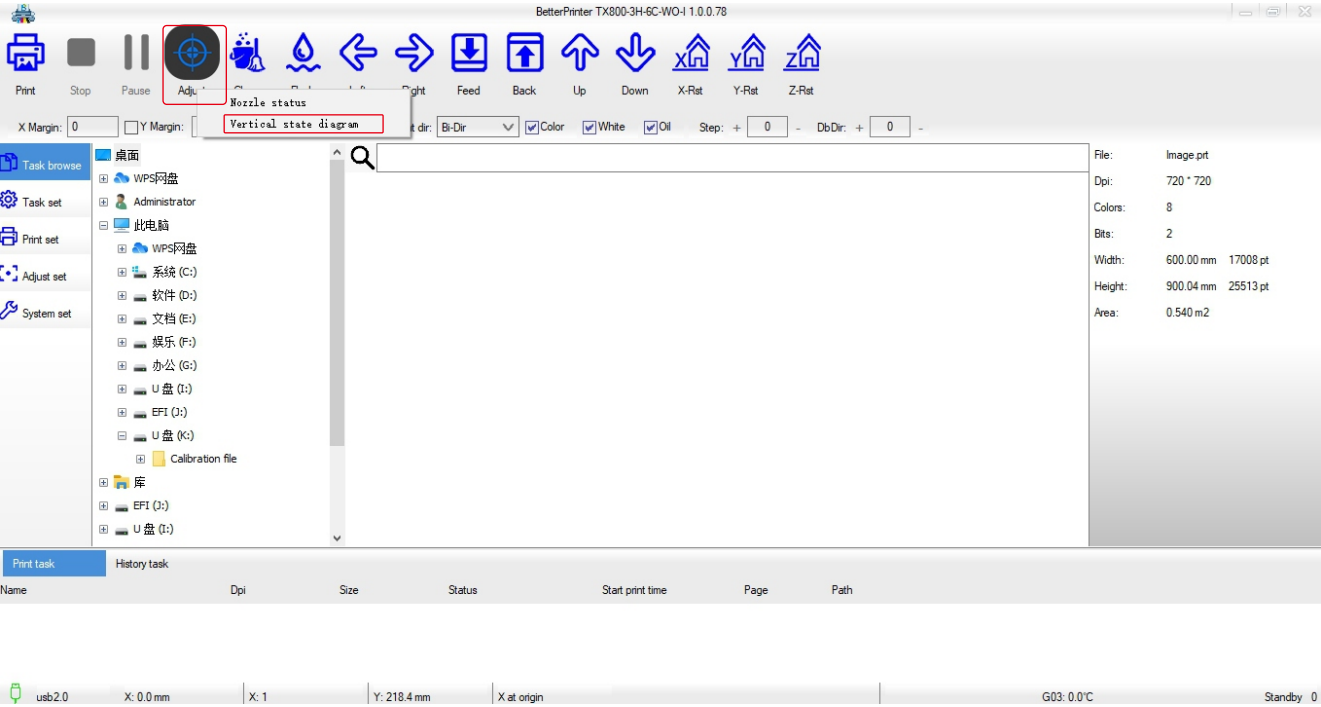 BetterPrinter TX800-3H-6C-WO-I 1.0.0.78
Print Stop Pause Feed Back Up Down X-Rst Y-Rst Z-Rst
Nozzle status
Vertical state diagram
X Margin: 0 Y Margin: dir: Bi-Dir Color White Oil Step: + 0 - DbDir: + 0 -
Task browse
Task set
Print set
Adjust set
System set
桌面
WPS网盘
Administrator
此电脑
WPS网盘
系统 (C:)
软件 (D:)
文档 (E:)
娱乐 (F:)
办公 (G:)
U 盘 (I:)
EFI (J:)
U 盘 (K:)
Calibration file
库
EFI (J:)
U 盘 (I:)
File: Image.prt
Dpi: 720 * 720
Colors: 8
Bits: 2
Width: 600.00 mm 17008 pt
Height: 900.04 mm 25513 pt
Area: 0.540 m2
Print task History task
Name Dpi Size Status Start print time Page Path
usb2.0 X: 0.0 mm X: 1 Y: 218.4 mm X at origin G03: 0.0℃ Standby 0